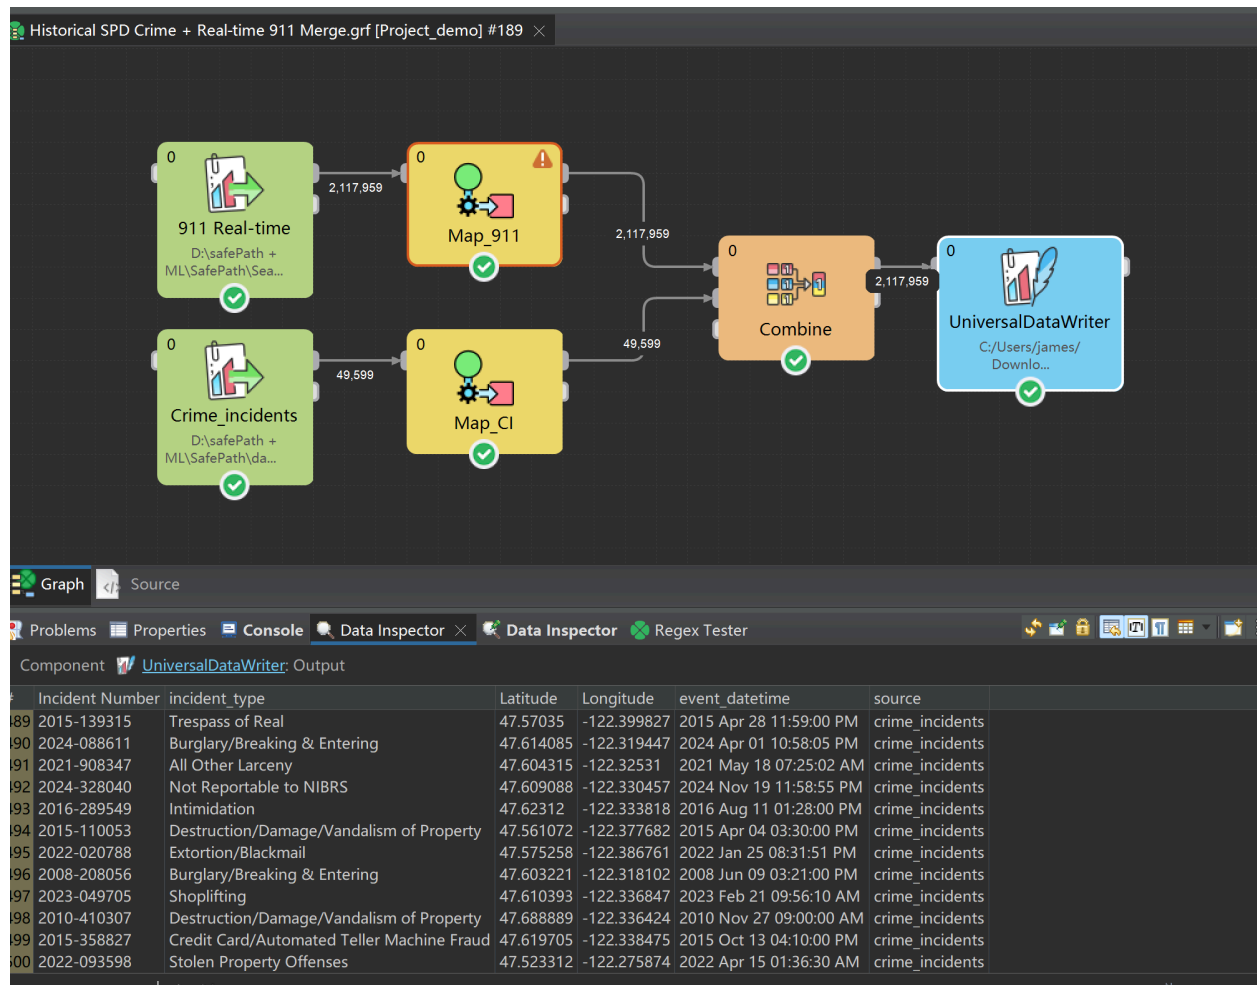 Historical SPD Crime + Real-time 911 Merge.grf [Project_demo] #189
0
911 Real-time
D:\safePath +
ML\SafePath\Sea...
2,117,959
0
Map_911
2,117,959
0
Crime_incidents
D:\safePath +
ML\SafePath\da...
49,599
0
Map_CI
49,599
0
Combine
2,117,959
0
UniversalDataWriter
C:/Users/james/
Downlo...
Graph
Source
Problems Properties Console Data Inspector Data Inspector Regex Tester
Component UniversalDataWriter: Output
Incident Number incident_type Latitude Longitude event_datetime source
489 2015-139315 Trespass of Real 47.57035 -122.399827 2015 Apr 28 11:59:00 PM crime_incidents
490 2024-088611 Burglary/Breaking & Entering 47.614085 -122.319447 2024 Apr 01 10:58:05 PM crime_incidents
491 2021-908347 All Other Larceny 47.604315 -122.32531 2021 May 18 07:25:02 AM crime_incidents
492 2024-328040 Not Reportable to NIBRS 47.609088 -122.330457 2024 Nov 19 11:58:55 PM crime_incidents
493 2016-289549 Intimidation 47.62312 -122.333818 2016 Aug 11 01:28:00 PM crime_incidents
494 2015-110053 Destruction/Damage/Vandalism of Property 47.561072 -122.377682 2015 Apr 04 03:30:00 PM crime_incidents
495 2022-020788 Extortion/Blackmail 47.575258 -122.386761 2022 Jan 25 08:31:51 PM crime_incidents
496 2008-208056 Burglary/Breaking & Entering 47.603221 -122.318102 2008 Jun 09 03:21:00 PM crime_incidents
497 2023-049705 Shoplifting 47.610393 -122.336847 2023 Feb 21 09:56:10 AM crime_incidents
498 2010-410307 Destruction/Damage/Vandalism of Property 47.688889 -122.336424 2010 Nov 27 09:00:00 AM crime_incidents
499 2015-358827 Credit Card/Automated Teller Machine Fraud 47.619705 -122.338475 2015 Oct 13 04:10:00 PM crime_incidents
500 2022-093598 Stolen Property Offenses 47.523312 -122.275874 2022 Apr 15 01:36:30 AM crime_incidents